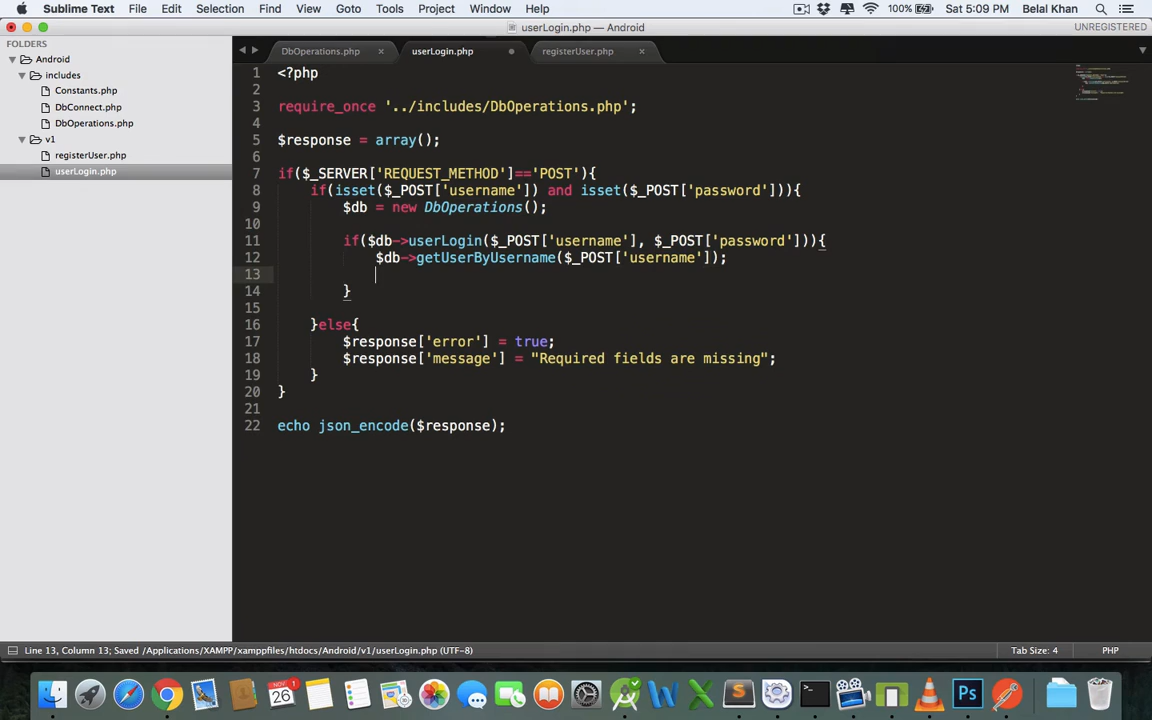 Sublime Text File Edit Selection Find View Goto Tools Project Window Help 100% Sat 5:09 PM Belal Khan
userLogin.php — Android UNREGISTERED
FOLDERS
Android
includes
Constants.php
DbConnect.php
DbOperations.php
v1
registerUser.php
userLogin.php
DbOperations.php × userLogin.php registerUser.php ×
1 <?php
2
3 require_once '../includes/DbOperations.php';
4
5 $response = array();
6
7 if($_SERVER['REQUEST_METHOD']=='POST'){
8 if(isset($_POST['username']) and isset($_POST['password'])){
9 $db = new DbOperations();
10
11 if($db->userLogin($_POST['username'], $_POST['password'])){
12 $db->getUserByUsername($_POST['username']);
13
14 }
15
16 }else{
17 $response['error'] = true;
18 $response['message'] = "Required fields are missing";
19 }
20 }
21
22 echo json_encode($response);
Line 13, Column 13; Saved /Applications/XAMPP/xamppfiles/htdocs/Android/v1/userLogin.php (UTF-8) Tab Size: 4 PHP
NOV
26
1
W X S >_ Ps